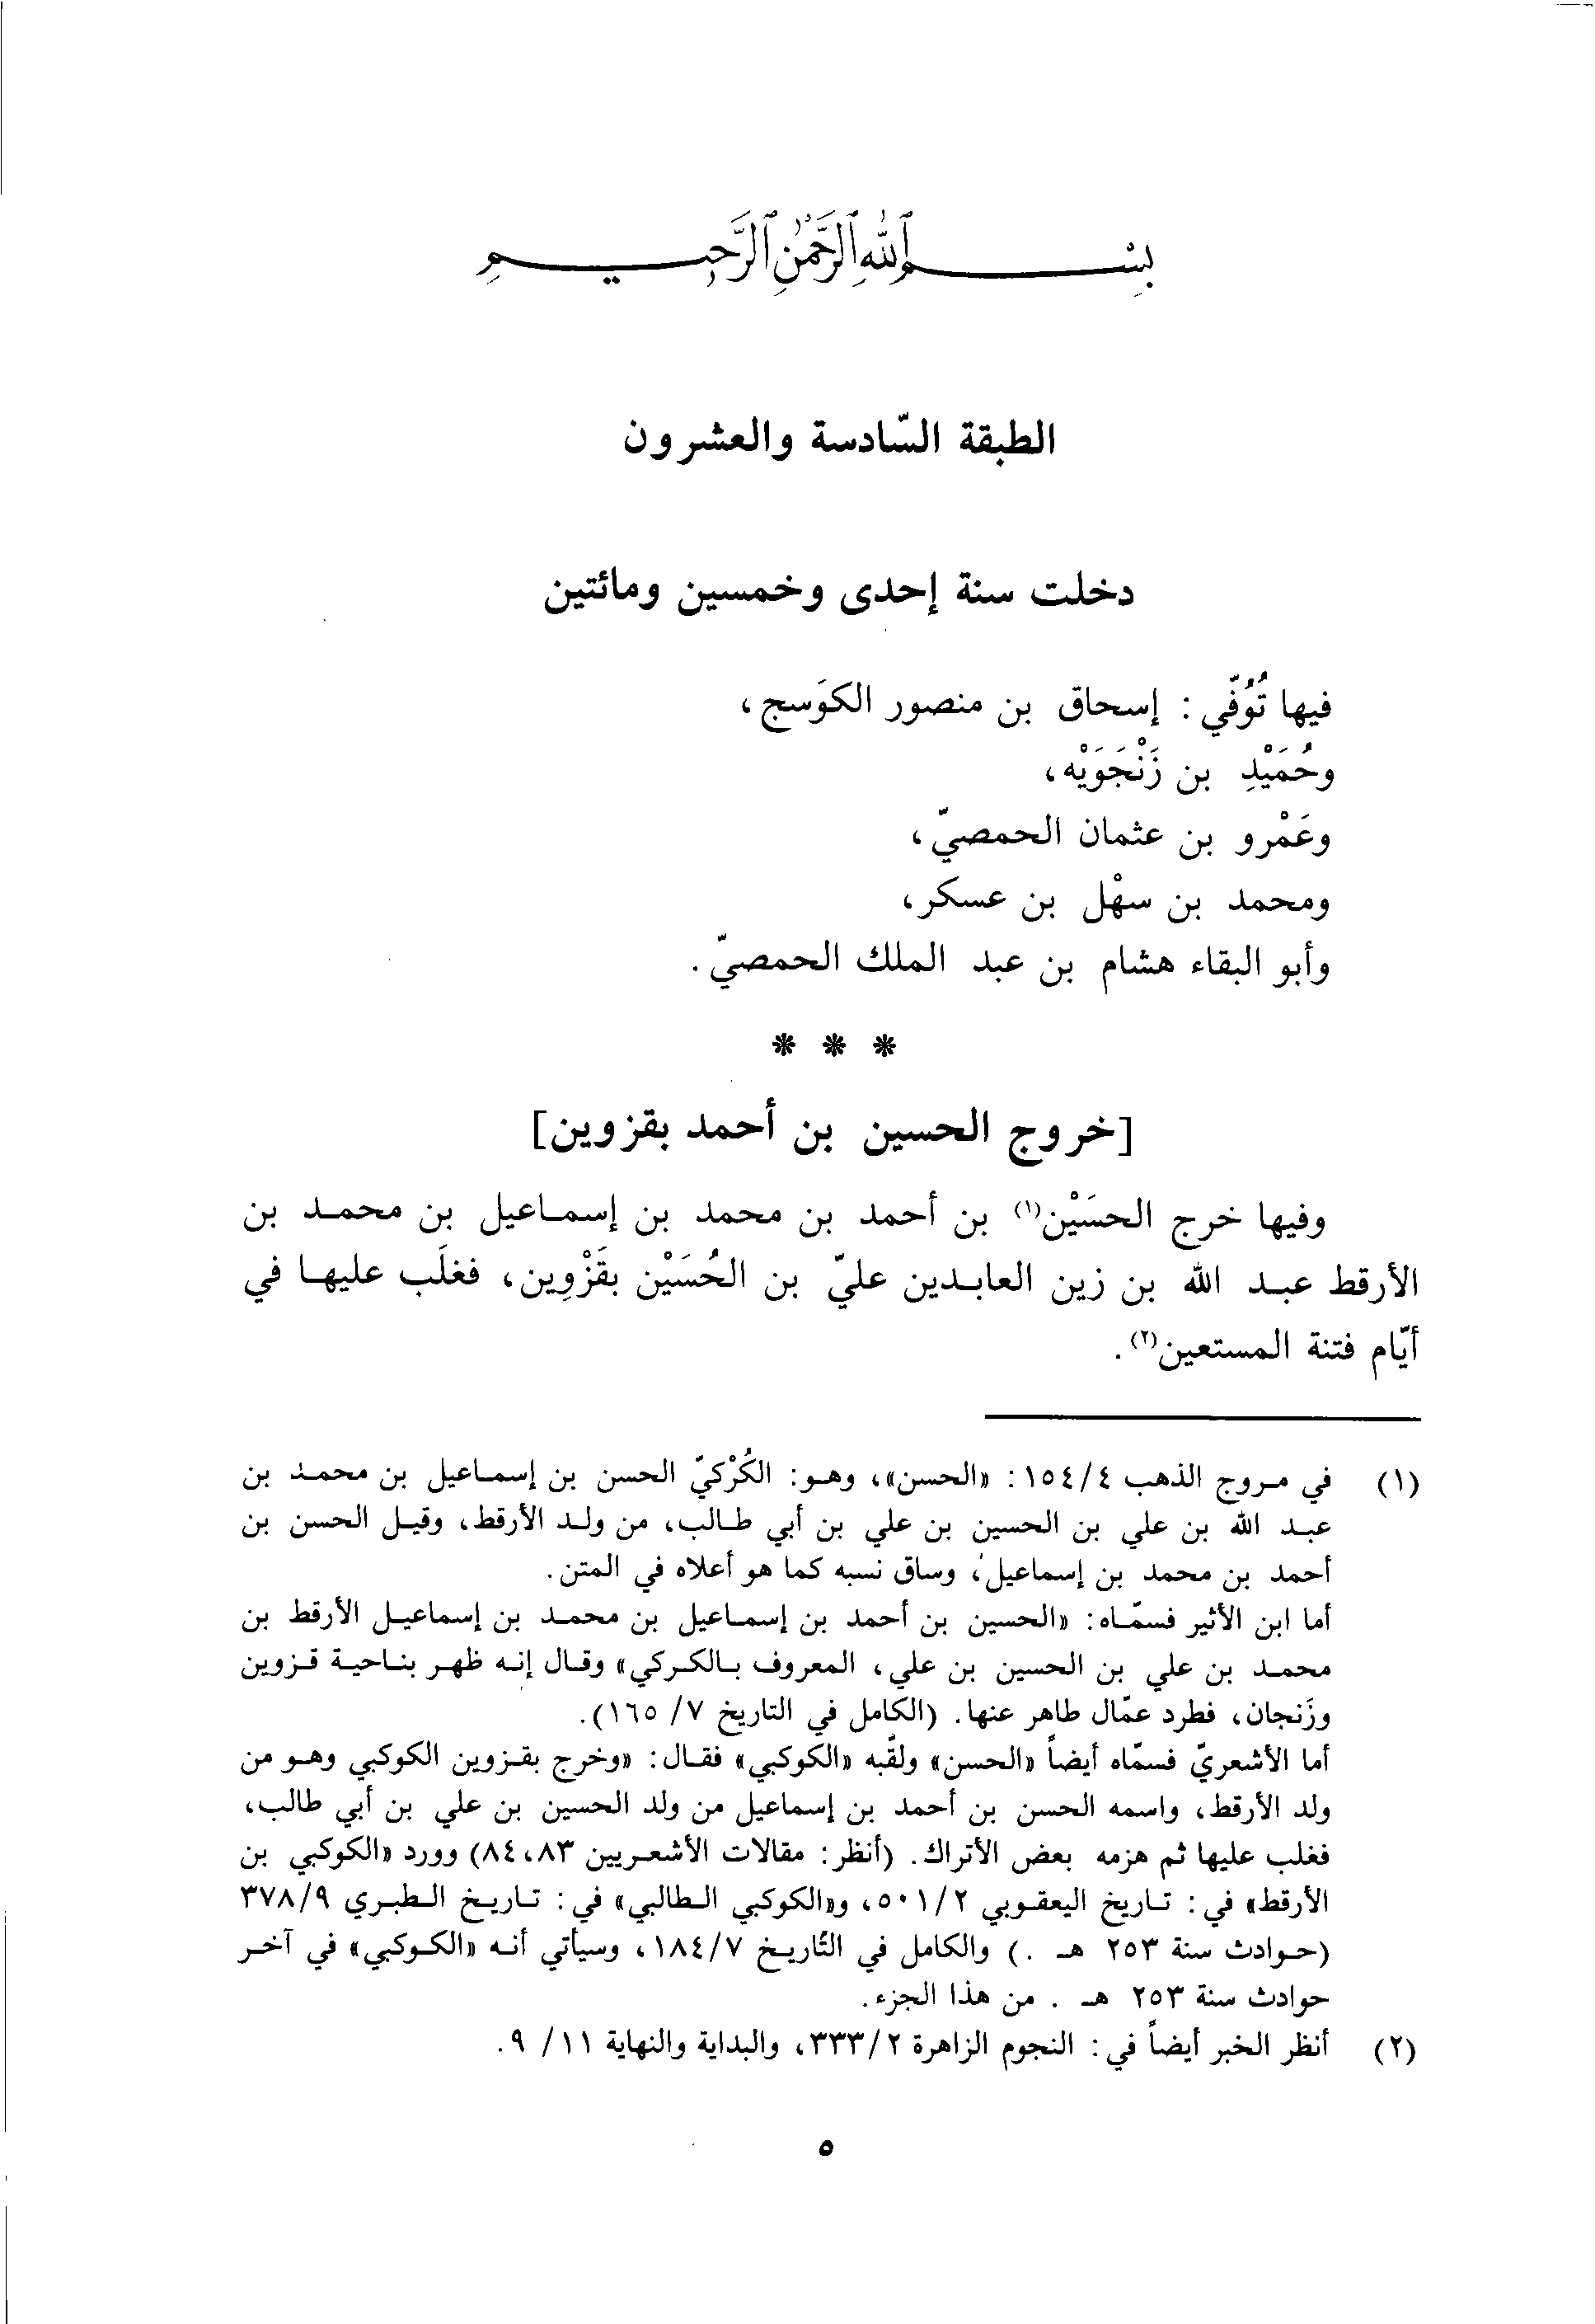 بِسْمِ ٱللَّهِ ٱلرَّحْمَٰنِ ٱلرَّحِيمِ
الطبقة السّادسة والعشرون
دخلت سنة إحدى وخمسين ومائتين
فيها تُوُفّي : إسحاق بن منصور الكوَسج،
وحُمَيْدِ بن زَنْجَوَيْه،
وعَمْرو بن عثمان الحمصيّ،
ومحمد بن سهْل بن عسكر،
وأبو البقاء هشام بن عبد الملك الحمصيّ.
* * *
[خروج الحسين بن أحمد بقزوين]
وفيها خرج الحسَيْن(١) بن أحمد بن محمد بن إسماعيل بن محمد بن
الأرقط عبد الله بن زين العابدين عليّ بن الحُسَيْن بقَزْوِين، فغلَب عليها في
أيّام فتنة المستعين(٢).
(١) في مروج الذهب ١٥٤/٤: «الحسن»، وهو: الكُرْكيّ الحسن بن إسماعيل بن محمد بن
عبد الله بن علي بن الحسين بن علي بن أبي طالب، من ولد الأرقط، وقيل الحسن بن
أحمد بن محمد بن إسماعيل، وساق نسبه كما هو أعلاه في المتن.
أما ابن الأثير فسمّاه: «الحسين بن أحمد بن إسماعيل بن محمد بن إسماعيل الأرقط بن
محمد بن علي بن الحسين بن علي، المعروف بالكركي» وقال إنه ظهر بناحية قزوين
وزَنجان، فطرد عمّال طاهر عنها. (الكامل في التاريخ ٧/ ١٦٥).
أما الأشعريّ فسمّاه أيضاً «الحسن» ولقّبه «الكوكبي» فقال: «وخرج بقزوين الكوكبي وهو من
ولد الأرقط، واسمه الحسن بن أحمد بن إسماعيل من ولد الحسين بن علي بن أبي طالب،
فغلب عليها ثم هزمه بعض الأتراك. (أنظر: مقالات الأشعريين ٨٣، ٨٤) وورد «الكوكبي بن
الأرقط» في: تاريخ اليعقوبي ٥٠١/٢، و«الكوكبي الطالبي» في: تاريخ الطبري ٣٧٨/٩
(حوادث سنة ٢٥٣ هـ .) والكامل في التاريخ ١٨٤/٧، وسيأتي أنه «الكوكبي» في آخر
حوادث سنة ٢٥٣ هـ . من هذا الجزء.
(٢) أنظر الخبر أيضاً في: النجوم الزاهرة ٣٣٣/٢، والبداية والنهاية ١١/ ٩.
٥